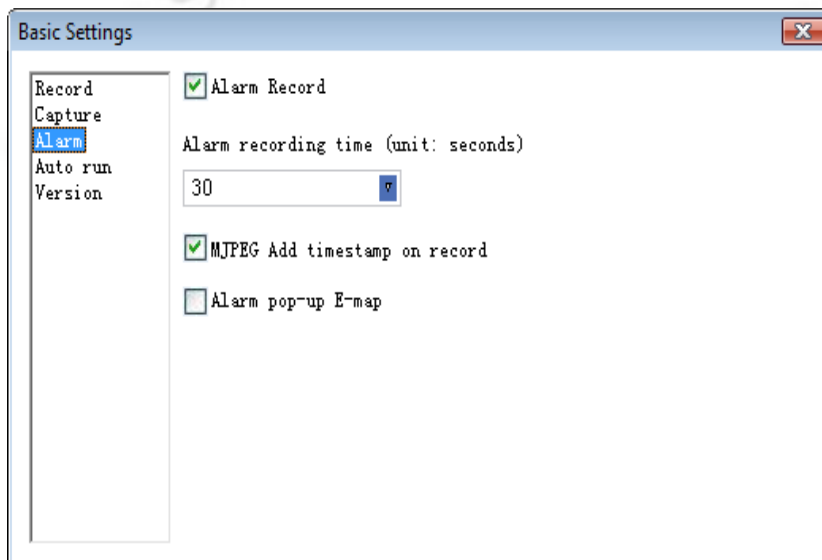 Basic Settings
Record
Capture
Alarm
Auto run
Version
Alarm Record
Alarm recording time (unit: seconds)
30
MJPEG Add timestamp on record
Alarm pop-up E-map